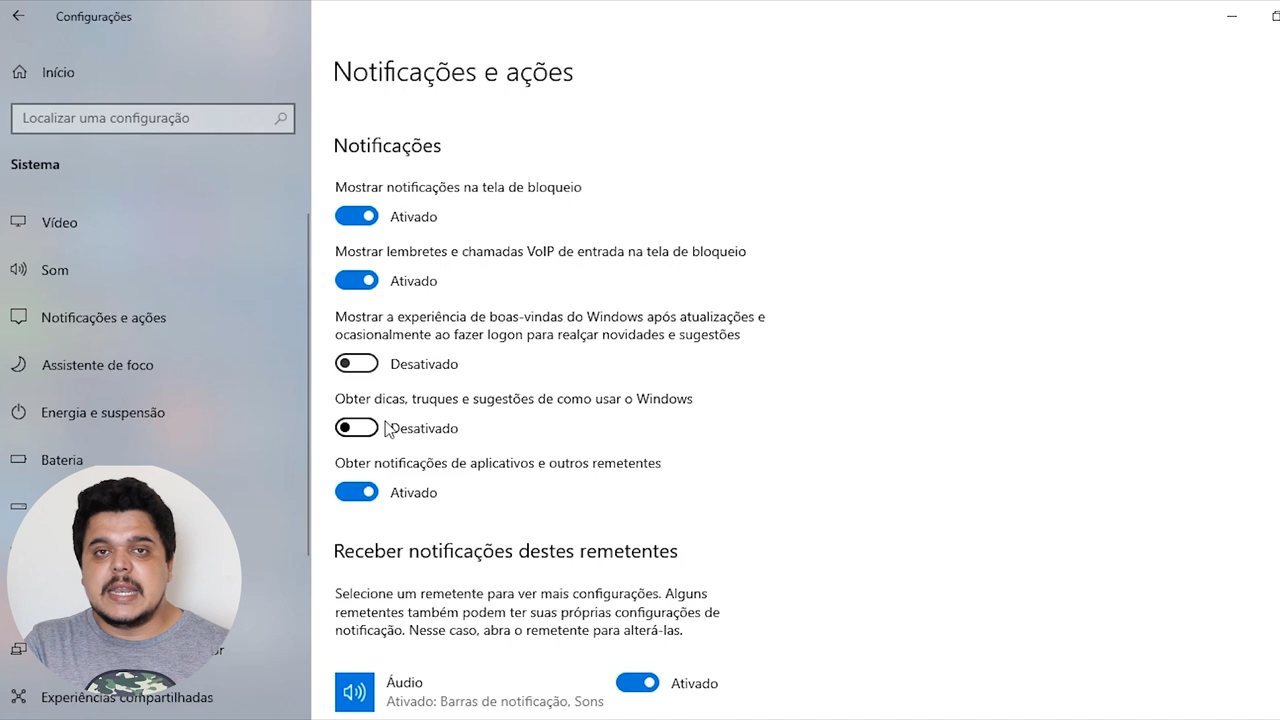 Configurações
Início
Localizar uma configuração
Sistema
Vídeo
Som
Notificações e ações
Assistente de foco
Energia e suspensão
Bateria
Experiências compartilhadas
Notificações e ações
Notificações
Mostrar notificações na tela de bloqueio
Ativado
Mostrar lembretes e chamadas VoIP de entrada na tela de bloqueio
Ativado
Mostrar a experiência de boas-vindas do Windows após atualizações e
ocasionalmente ao fazer logon para realçar novidades e sugestões
Desativado
Obter dicas, truques e sugestões de como usar o Windows
Desativado
Obter notificações de aplicativos e outros remetentes
Ativado
Receber notificações destes remetentes
Selecione um remetente para ver mais configurações. Alguns
remetentes também podem ter suas próprias configurações de
notificação. Nesse caso, abra o remetente para alterá-las.
Áudio
Ativado
Ativado: Barras de notificação, Sons